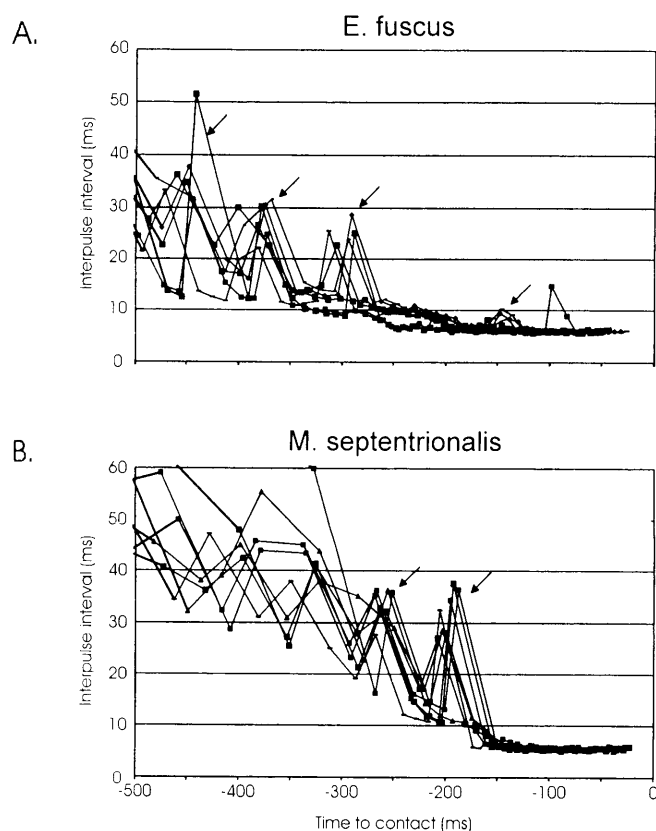 A.
E. fuscus
60
50
40
30
20
10
0
Interpulse interval (ms)
B.
M. septentrionalis
60
50
40
30
20
10
0
Interpulse interval (ms)
-500
-400
-300
-200
-100
0
Time to contact (ms)